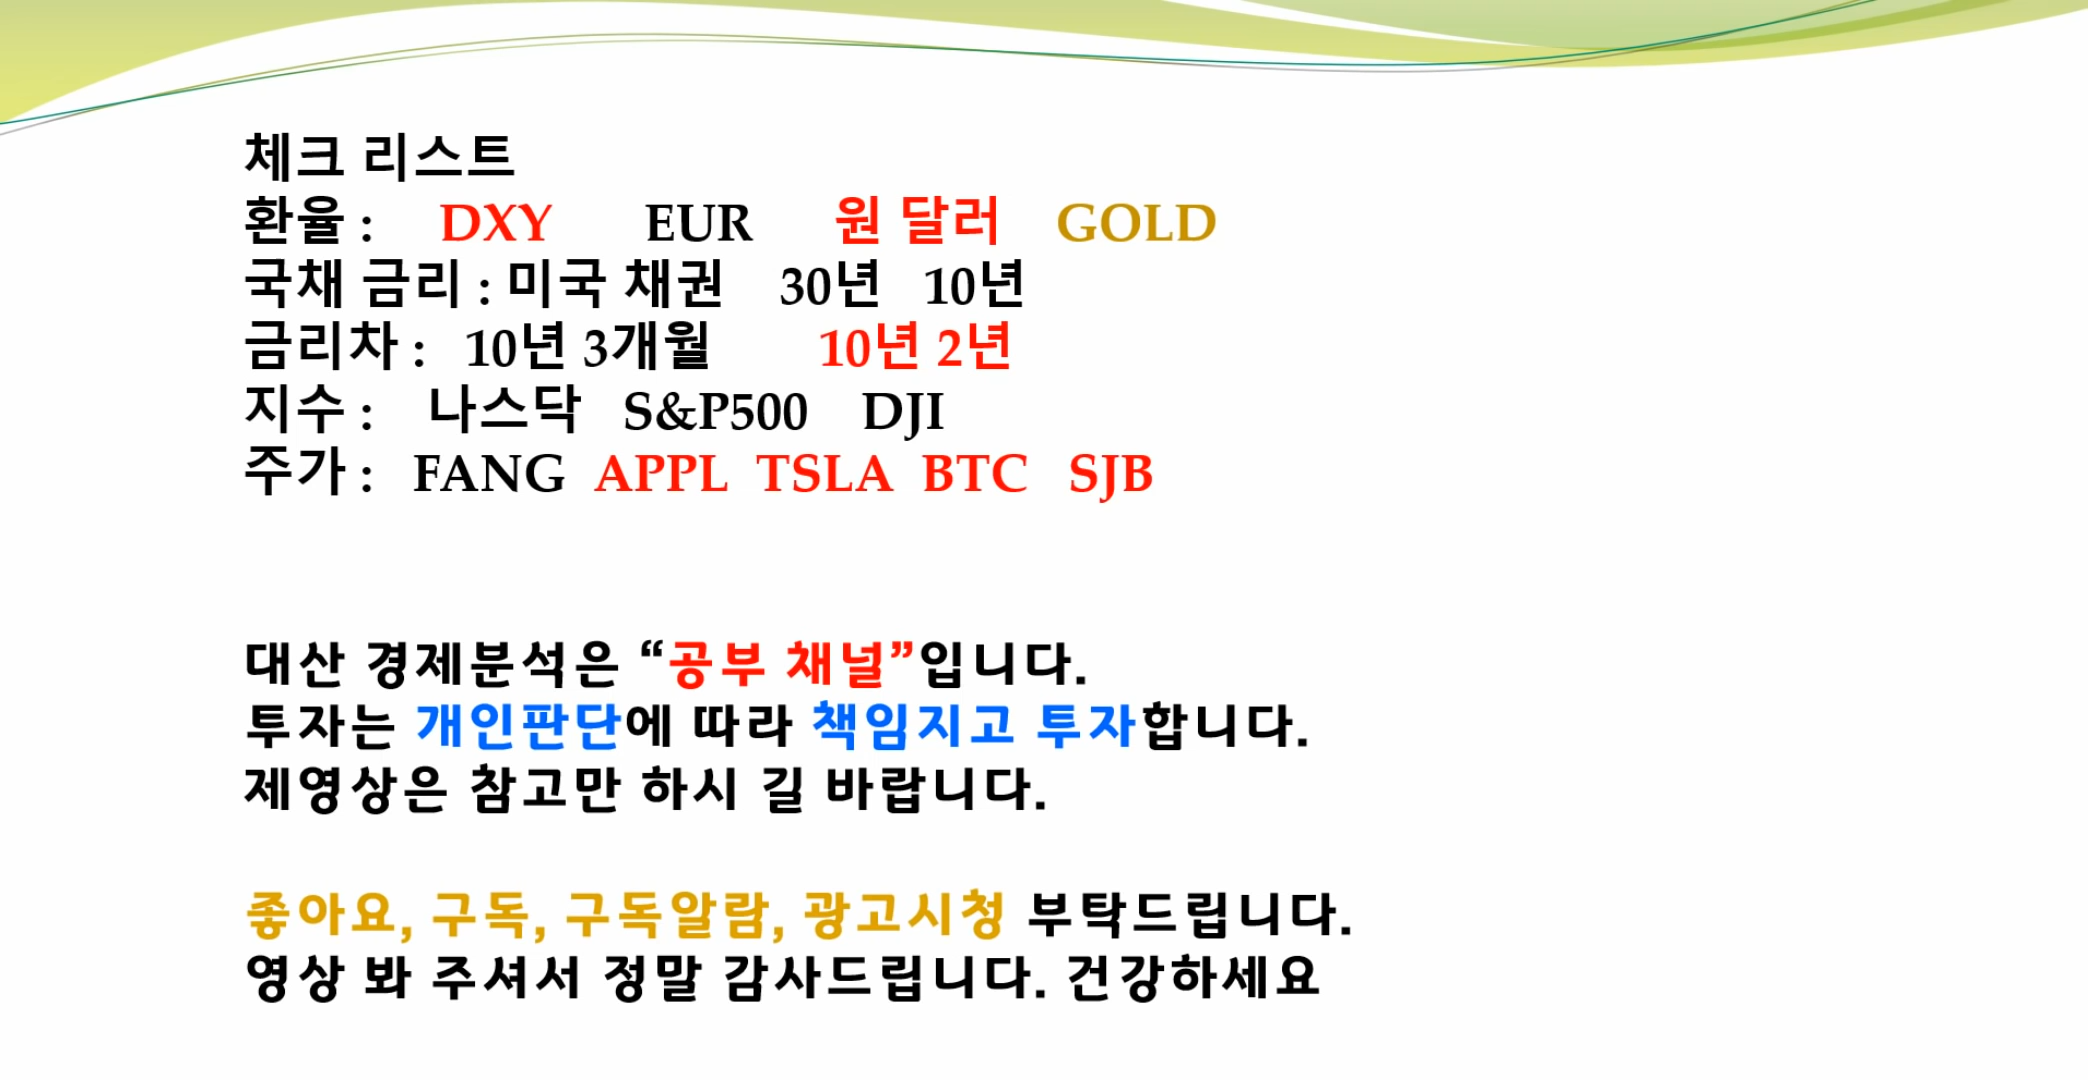 체크 리스트
환율 : DXY EUR 원 달러 GOLD
국채 금리 : 미국 채권 30년 10년
금리차 : 10년 3개월 10년 2년
지수 : 나스닥 S&P500 DJI
주가 : FANG APPL TSLA BTC SJB
대산 경제분석은 “공부 채널”입니다.
투자는 개인판단에 따라 책임지고 투자합니다.
제영상은 참고만 하시 길 바랍니다.
좋아요, 구독, 구독알람, 광고시청 부탁드립니다.
영상 봐 주셔서 정말 감사드립니다. 건강하세요